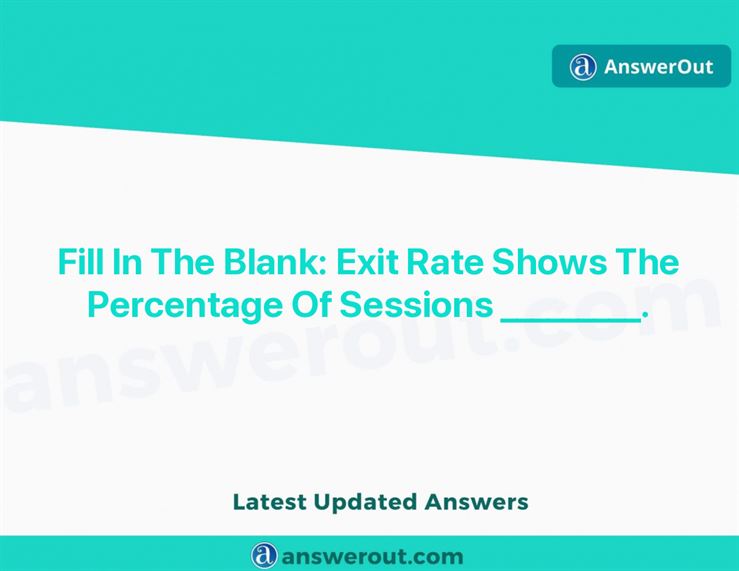 AnswerOut
Fill In The Blank: Exit Rate Shows The
Percentage Of Sessions ________.
answerout.com
Latest Updated Answers
answerout.com